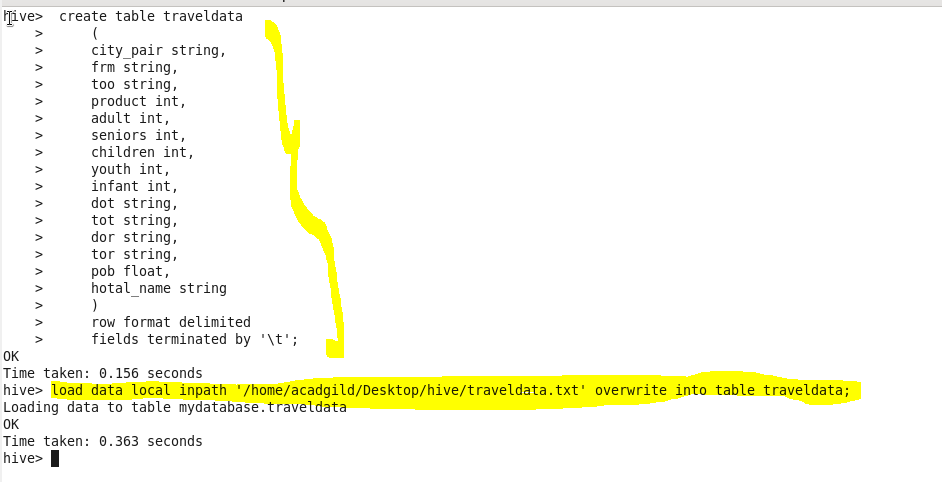 hive>  create table traveldata
    >      (
    >      city_pair string,
    >      frm string,
    >      too string,
    >      product int,
    >      adult int,
    >      seniors int,
    >      children int,
    >      youth int,
    >      infant int,
    >      dot string,
    >      tot string,
    >      dor string,
    >      tor string,
    >      pob float,
    >      hotal_name string
    >      )
    >      row format delimited
    >      fields terminated by '\t';
OK
Time taken: 0.156 seconds
hive> load data local inpath '/home/acadgild/Desktop/hive/traveldata.txt' overwrite into table traveldata;
Loading data to table mydatabase.traveldata
OK
Time taken: 0.363 seconds
hive>